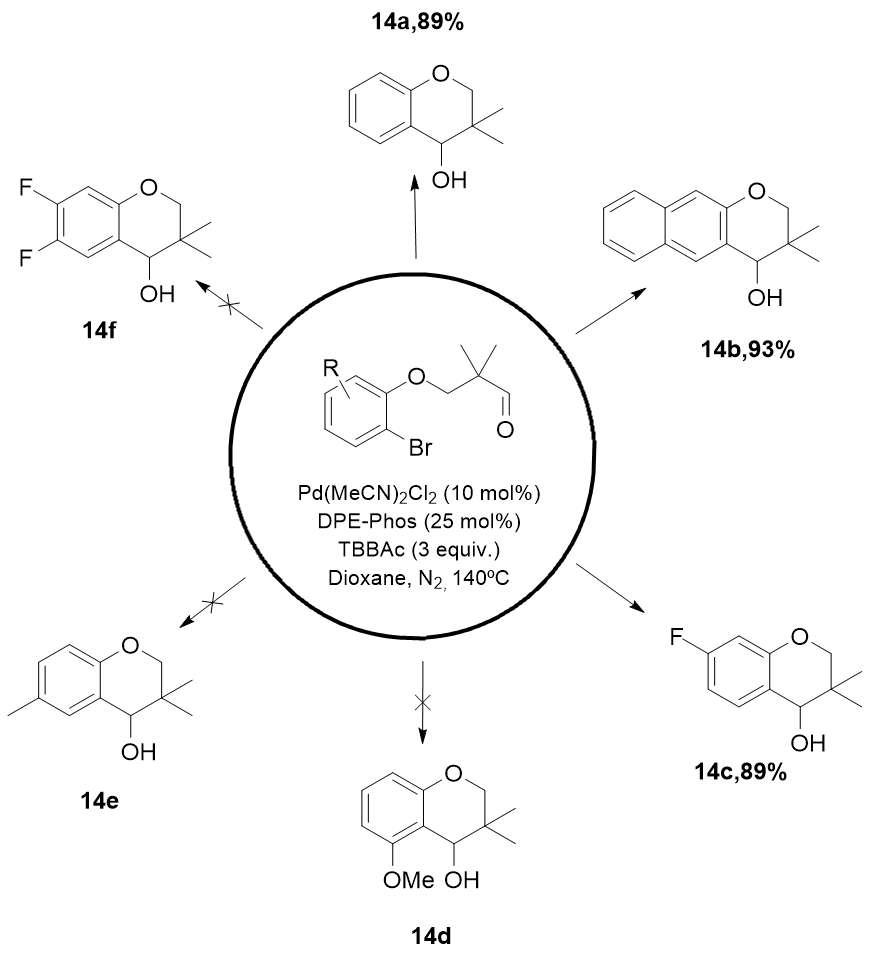 14a,89%
O
OH
F
F
O
OH
14f
O
OH
14b,93%
R
O
O
Br
Pd(MeCN)₂Cl₂ (10 mol%)
DPE-Phos (25 mol%)
TBBAc (3 equiv.)
Dioxane, N₂, 140ºC
O
OH
14e
F
O
OH
14c,89%
O
OMe OH
14d